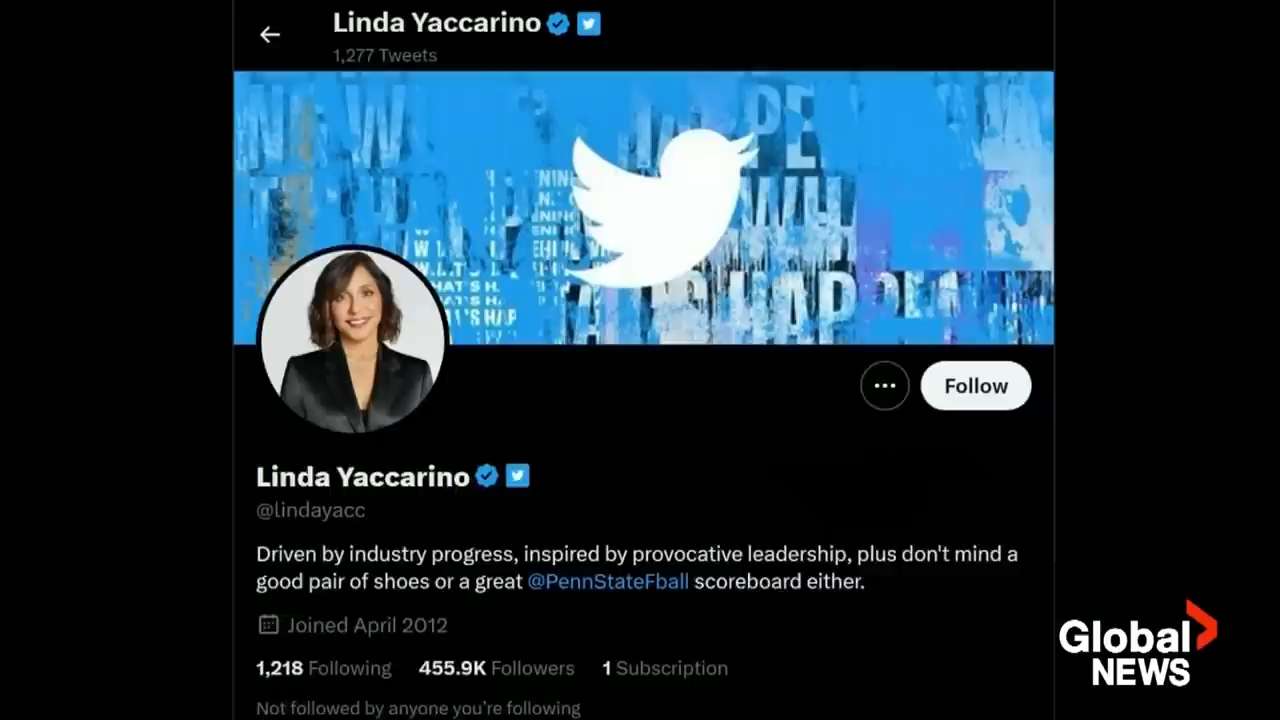 Linda Yaccarino
1,277 Tweets
Linda Yaccarino
@lindayacc
Driven by industry progress, inspired by provocative leadership, plus don't mind a
good pair of shoes or a great @PennStateFball scoreboard either.
Joined April 2012
1,218 Following 455.9K Followers 1 Subscription
Not followed by anyone you're following
Follow
Global
NEWS